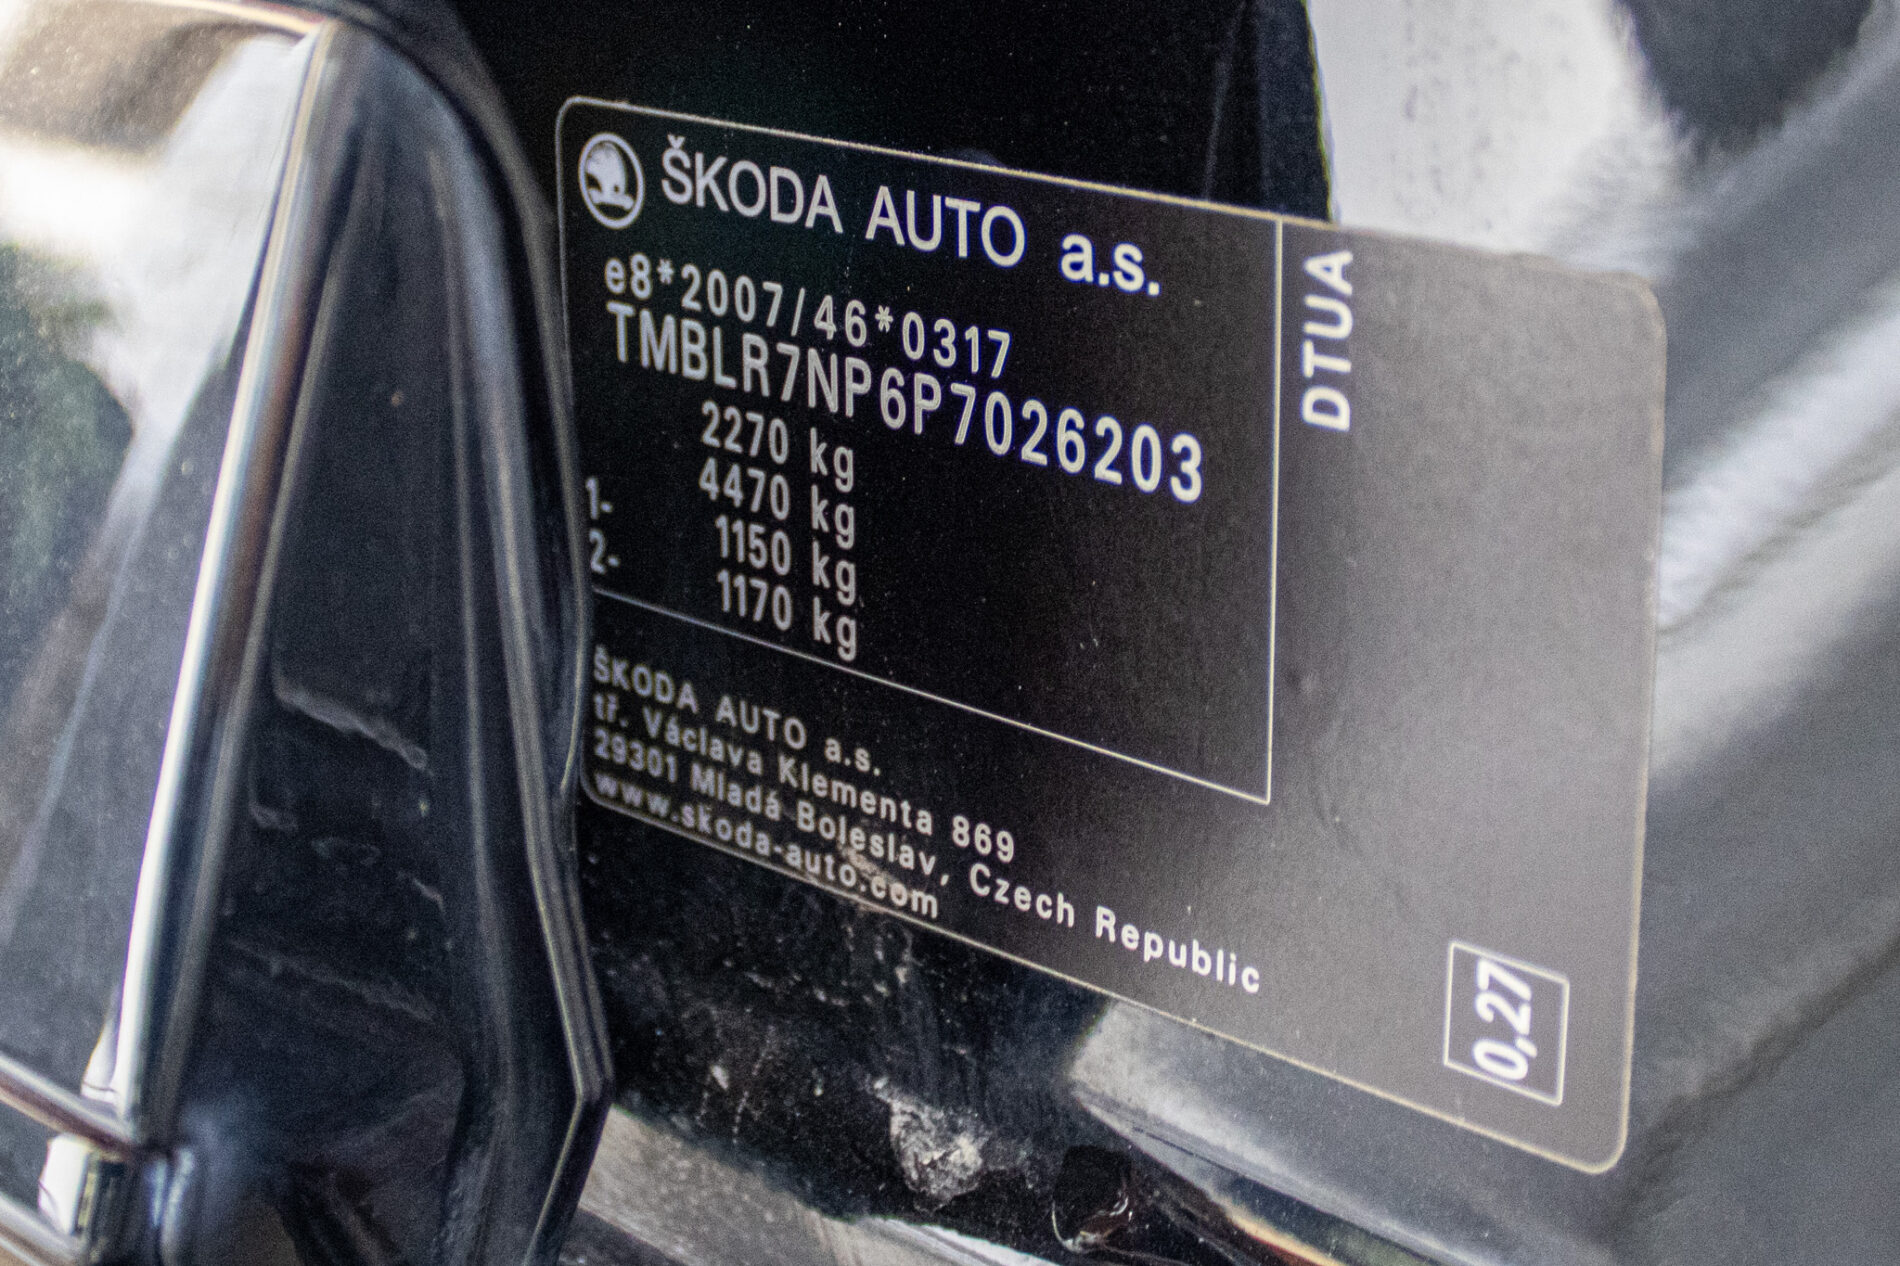 ŠKODA AUTO a.s.
e8*2007/46*0317
TMBLR7NP6P7026203
2270 kg
4470 kg
1- 1150 kg
2- 1170 kg
ŠKODA AUTO a.s.
tř. Václava Klementa 869
29301 Mladá Boleslav, Czech Republic
www.skoda-auto.com
DTUA
0,27